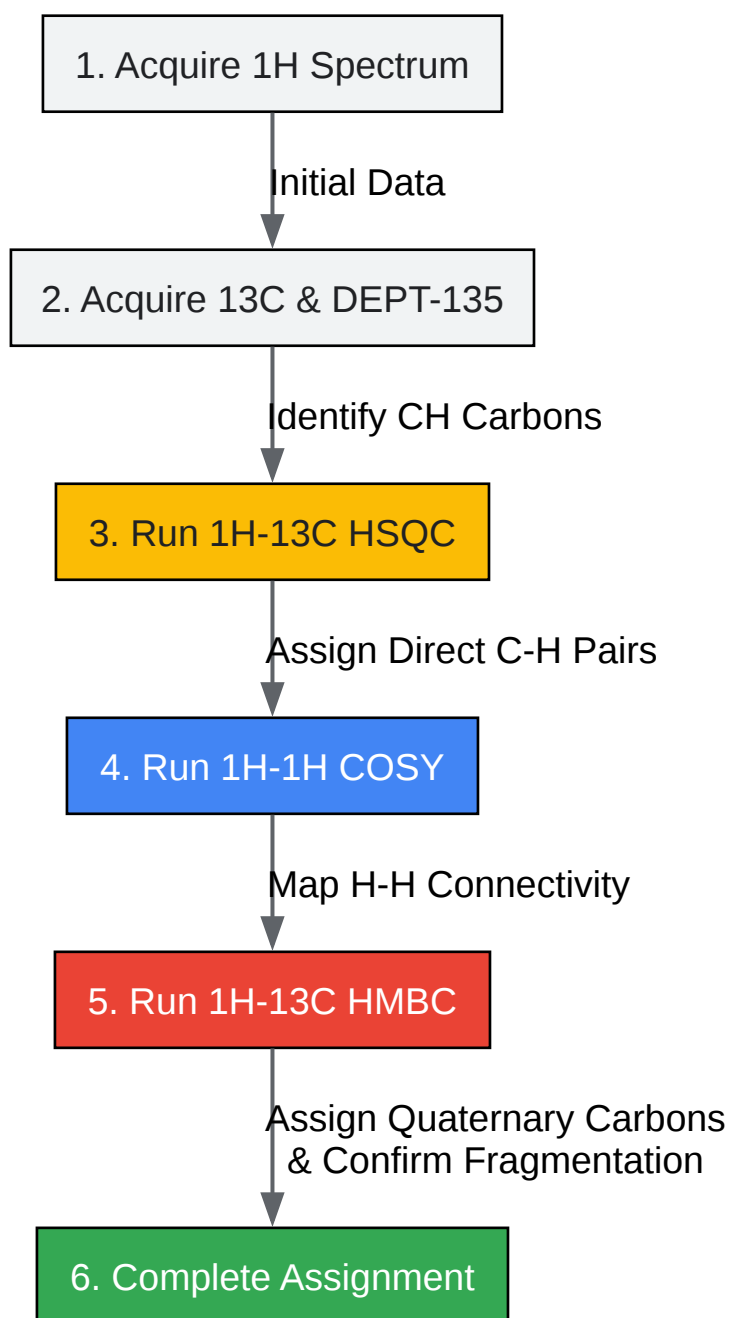 1. Acquire 1H Spectrum
Initial Data
2. Acquire 13C & DEPT-135
Identify CH Carbons
3. Run 1H-13C HSQC
Assign Direct C-H Pairs
4. Run 1H-1H COSY
Map H-H Connectivity
5. Run 1H-13C HMBC
Assign Quaternary Carbons
& Confirm Fragmentation
6. Complete Assignment